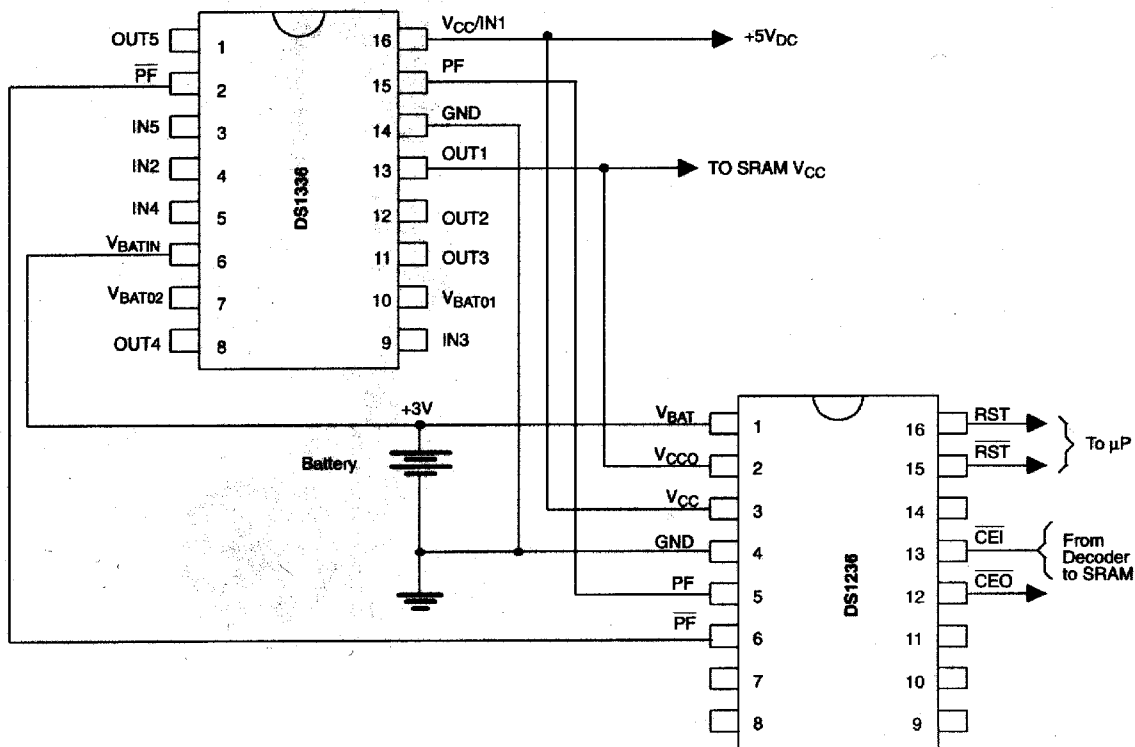 OUT5 1 16 VCC/IN1 +5VDC
PF 2 15 PF
IN5 3 14 GND
IN2 4 13 OUT1 TO SRAM VCC
IN4 5 12 OUT2
VBATIN 6 11 OUT3
VBAT02 7 10 VBAT01
OUT4 8 9 IN3
DS1336
+3V
Battery
VBAT 1 16 RST
VCCO 2 15 RST
To μP
VCC 3 14
GND 4 13 CEI
From
Decoder
to SRAM
PF 5 12 CEO
PF 6 11
7 10
8 9
DS1236